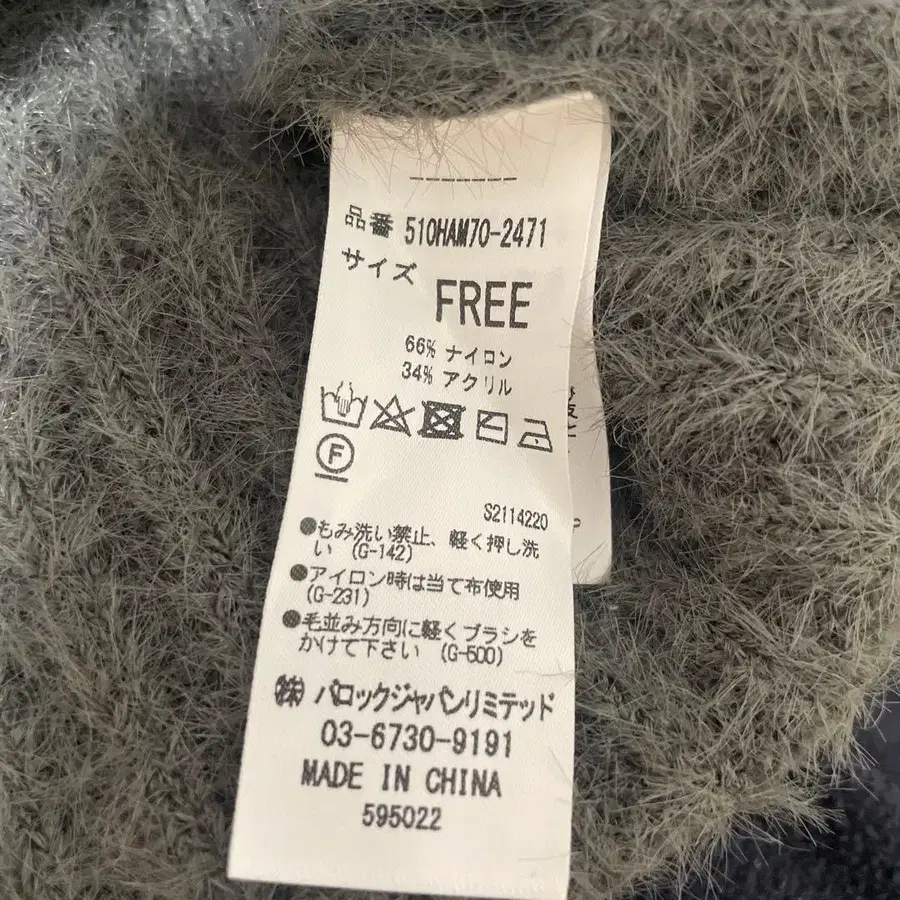 品番 510HAM70-2471
サイズ
FREE
66% ナイロン
34% アクリル
F
S2114220
●もみ洗い禁止、軽く押し洗
い (G-142)
●アイロン時は当て布使用
(G-231)
●毛並み方向に軽くブラシを
かけて下さい (G-500)
㈱ バロックジャパンリミテッド
03-6730-9191
MADE IN CHINA
595022